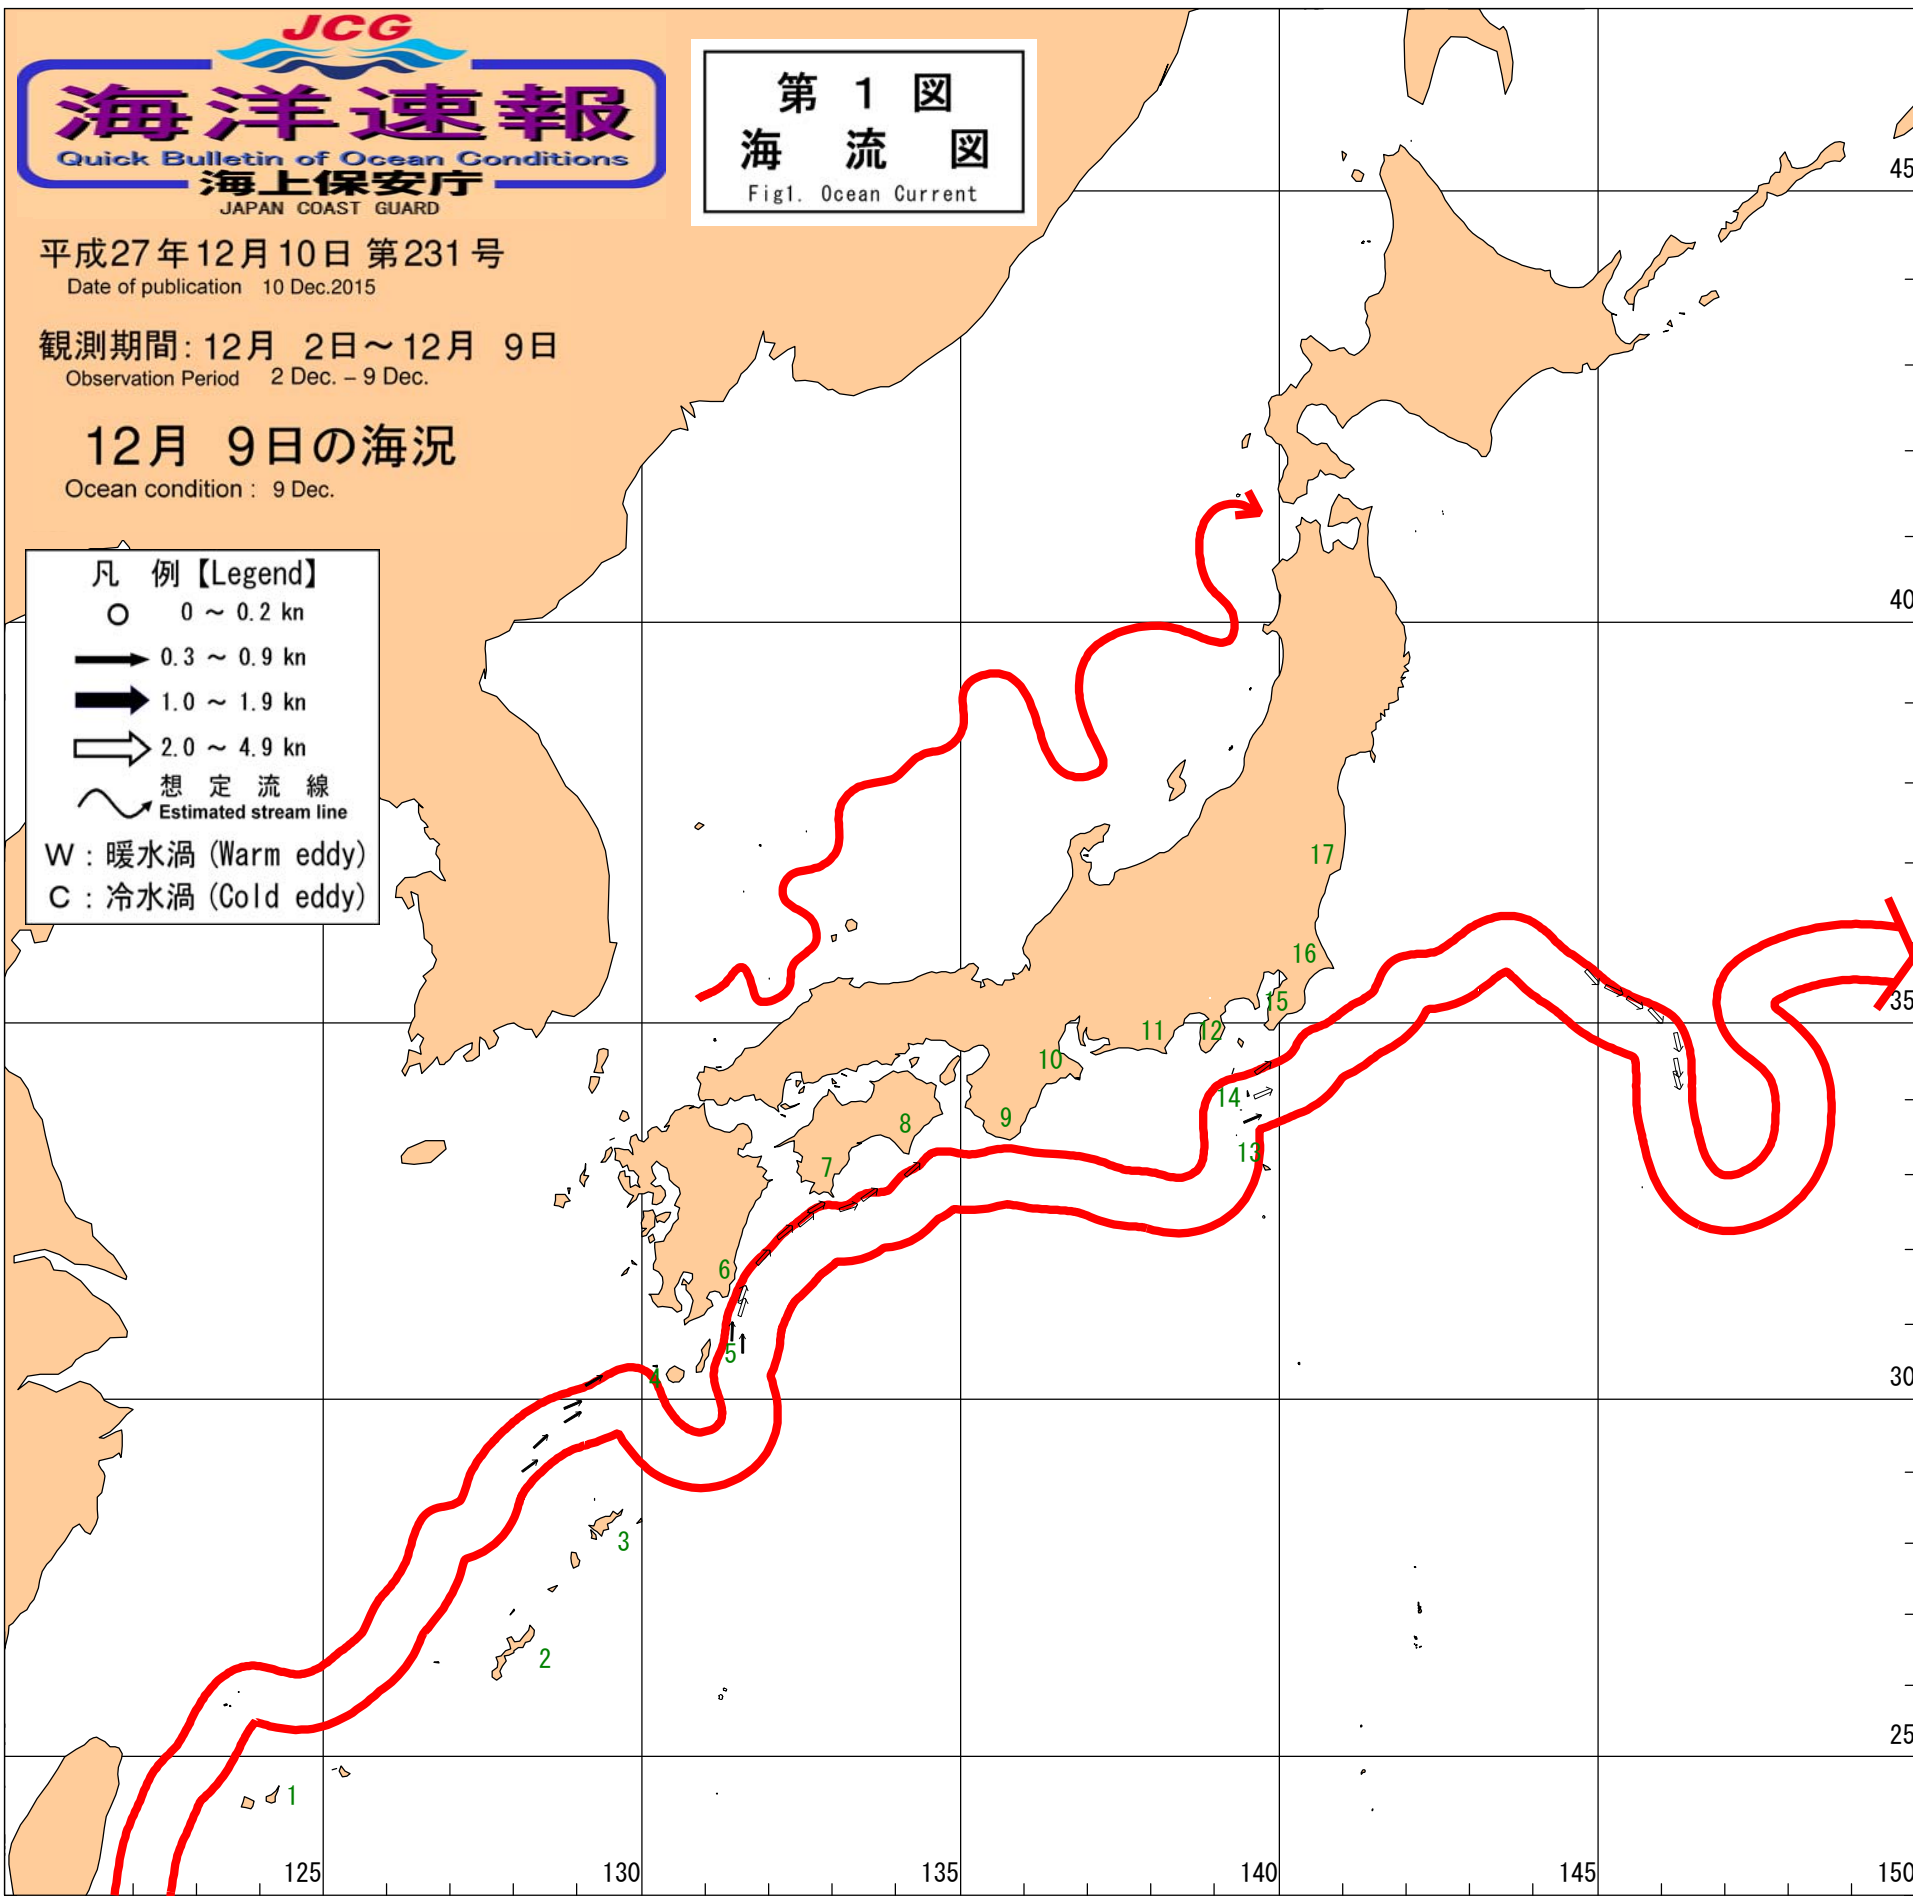 JCG
海洋速報
Quick Bulletin of Ocean Conditions
海上保安庁
JAPAN COAST GUARD
第 1 図
海 流 図
Fig1. Ocean Current
平成27年12月10日 第231号
Date of publication 10 Dec.2015
観測期間: 12月 2日～12月 9日
Observation Period 2 Dec. – 9 Dec.
12月 9日の海況
Ocean condition : 9 Dec.
凡 例【Legend】
0 ～ 0.2 kn
0.3 ～ 0.9 kn
1.0 ～ 1.9 kn
2.0 ～ 4.9 kn
想 定 流 線
Estimated stream line
W : 暖水渦 (Warm eddy)
C : 冷水渦 (Cold eddy)
45
40
17
16
35
15
12
11
10
14
9
8
13
7
6
5
4
30
3
2
25
1
125
130
135
140
145
150